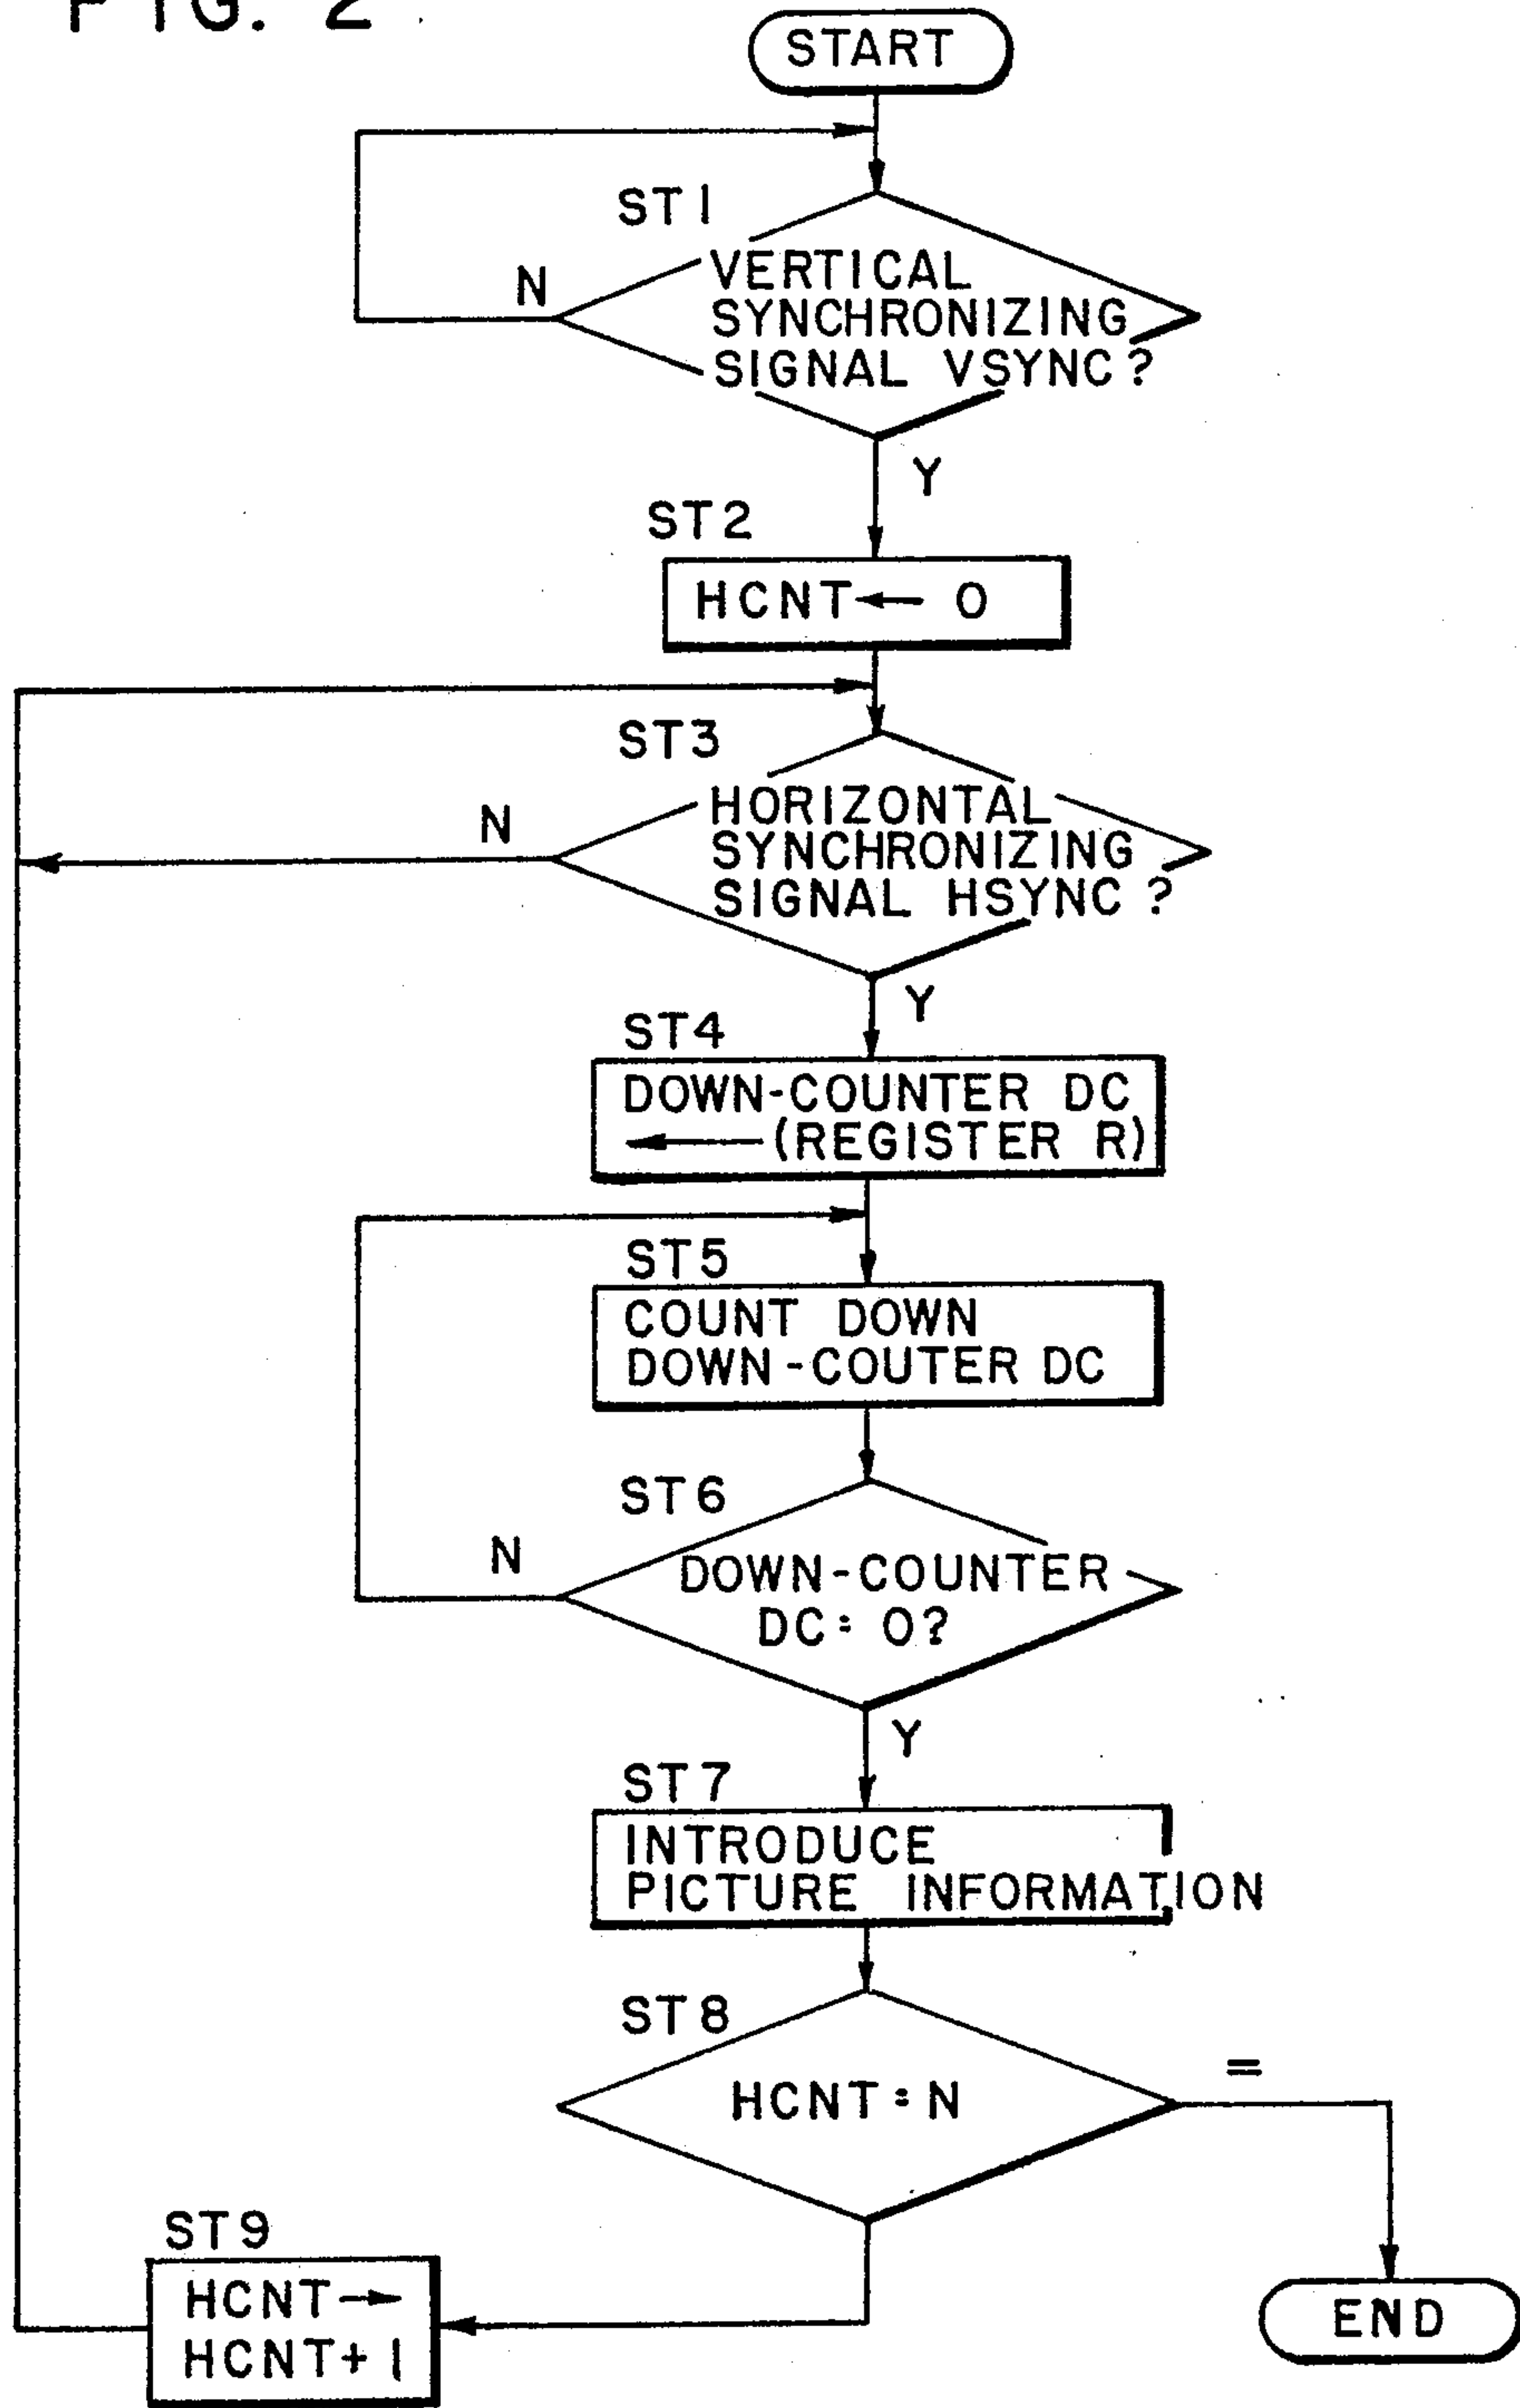 FIG. 2
START
ST1
VERTICAL
SYNCHRONIZING
SIGNAL VSYNC?
N
Y
ST2
HCNT ← 0
ST3
HORIZONTAL
SYNCHRONIZING
SIGNAL HSYNC?
N
Y
ST4
DOWN-COUNTER DC
← (REGISTER R)
ST5
COUNT DOWN
DOWN-COUTER DC
ST6
DOWN-COUNTER
DC = 0?
N
Y
ST7
INTRODUCE
PICTURE INFORMATION
ST8
HCNT = N
=
ST9
HCNT →
HCNT + 1
END